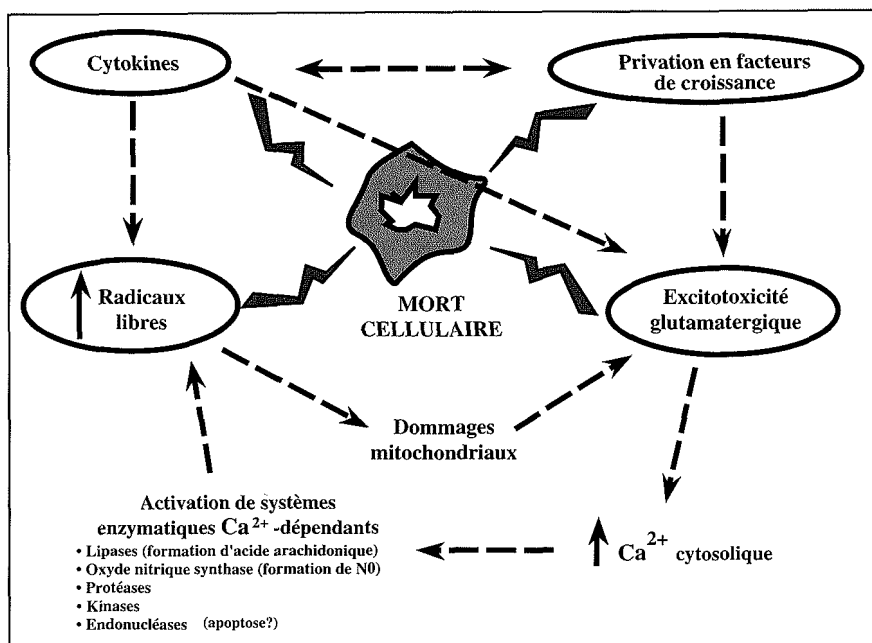 Cytokines
Privation en facteurs
de croissance
Radicaux
libres
MORT
CELLULAIRE
Excitotoxicité
glutamatergique
Dommages
mitochondriaux
Activation de systèmes
enzymatiques Ca²⁺ -dépendants
• Lipases (formation d'acide arachidonique)
• Oxyde nitrique synthase (formation de N0)
• Protéases
• Kinases
• Endonucléases (apoptose?)
Ca²⁺ cytosolique